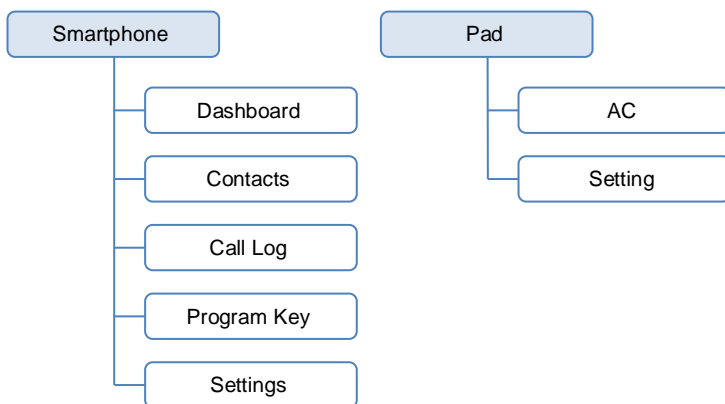 Smartphone
Dashboard
Contacts
Call Log
Program Key
Settings
Pad
AC
Setting